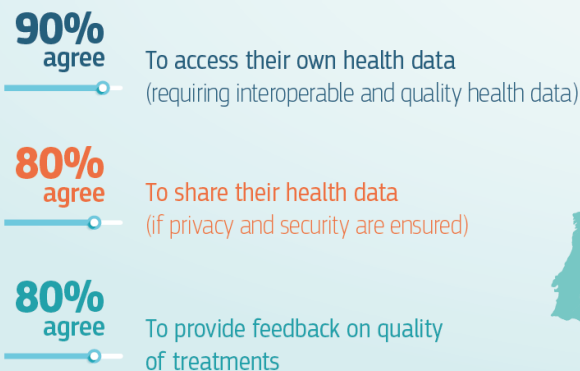 90%
agree
To access their own health data
(requiring interoperable and quality health data)
80%
agree
To share their health data
(if privacy and security are ensured)
80%
agree
To provide feedback on quality
of treatments